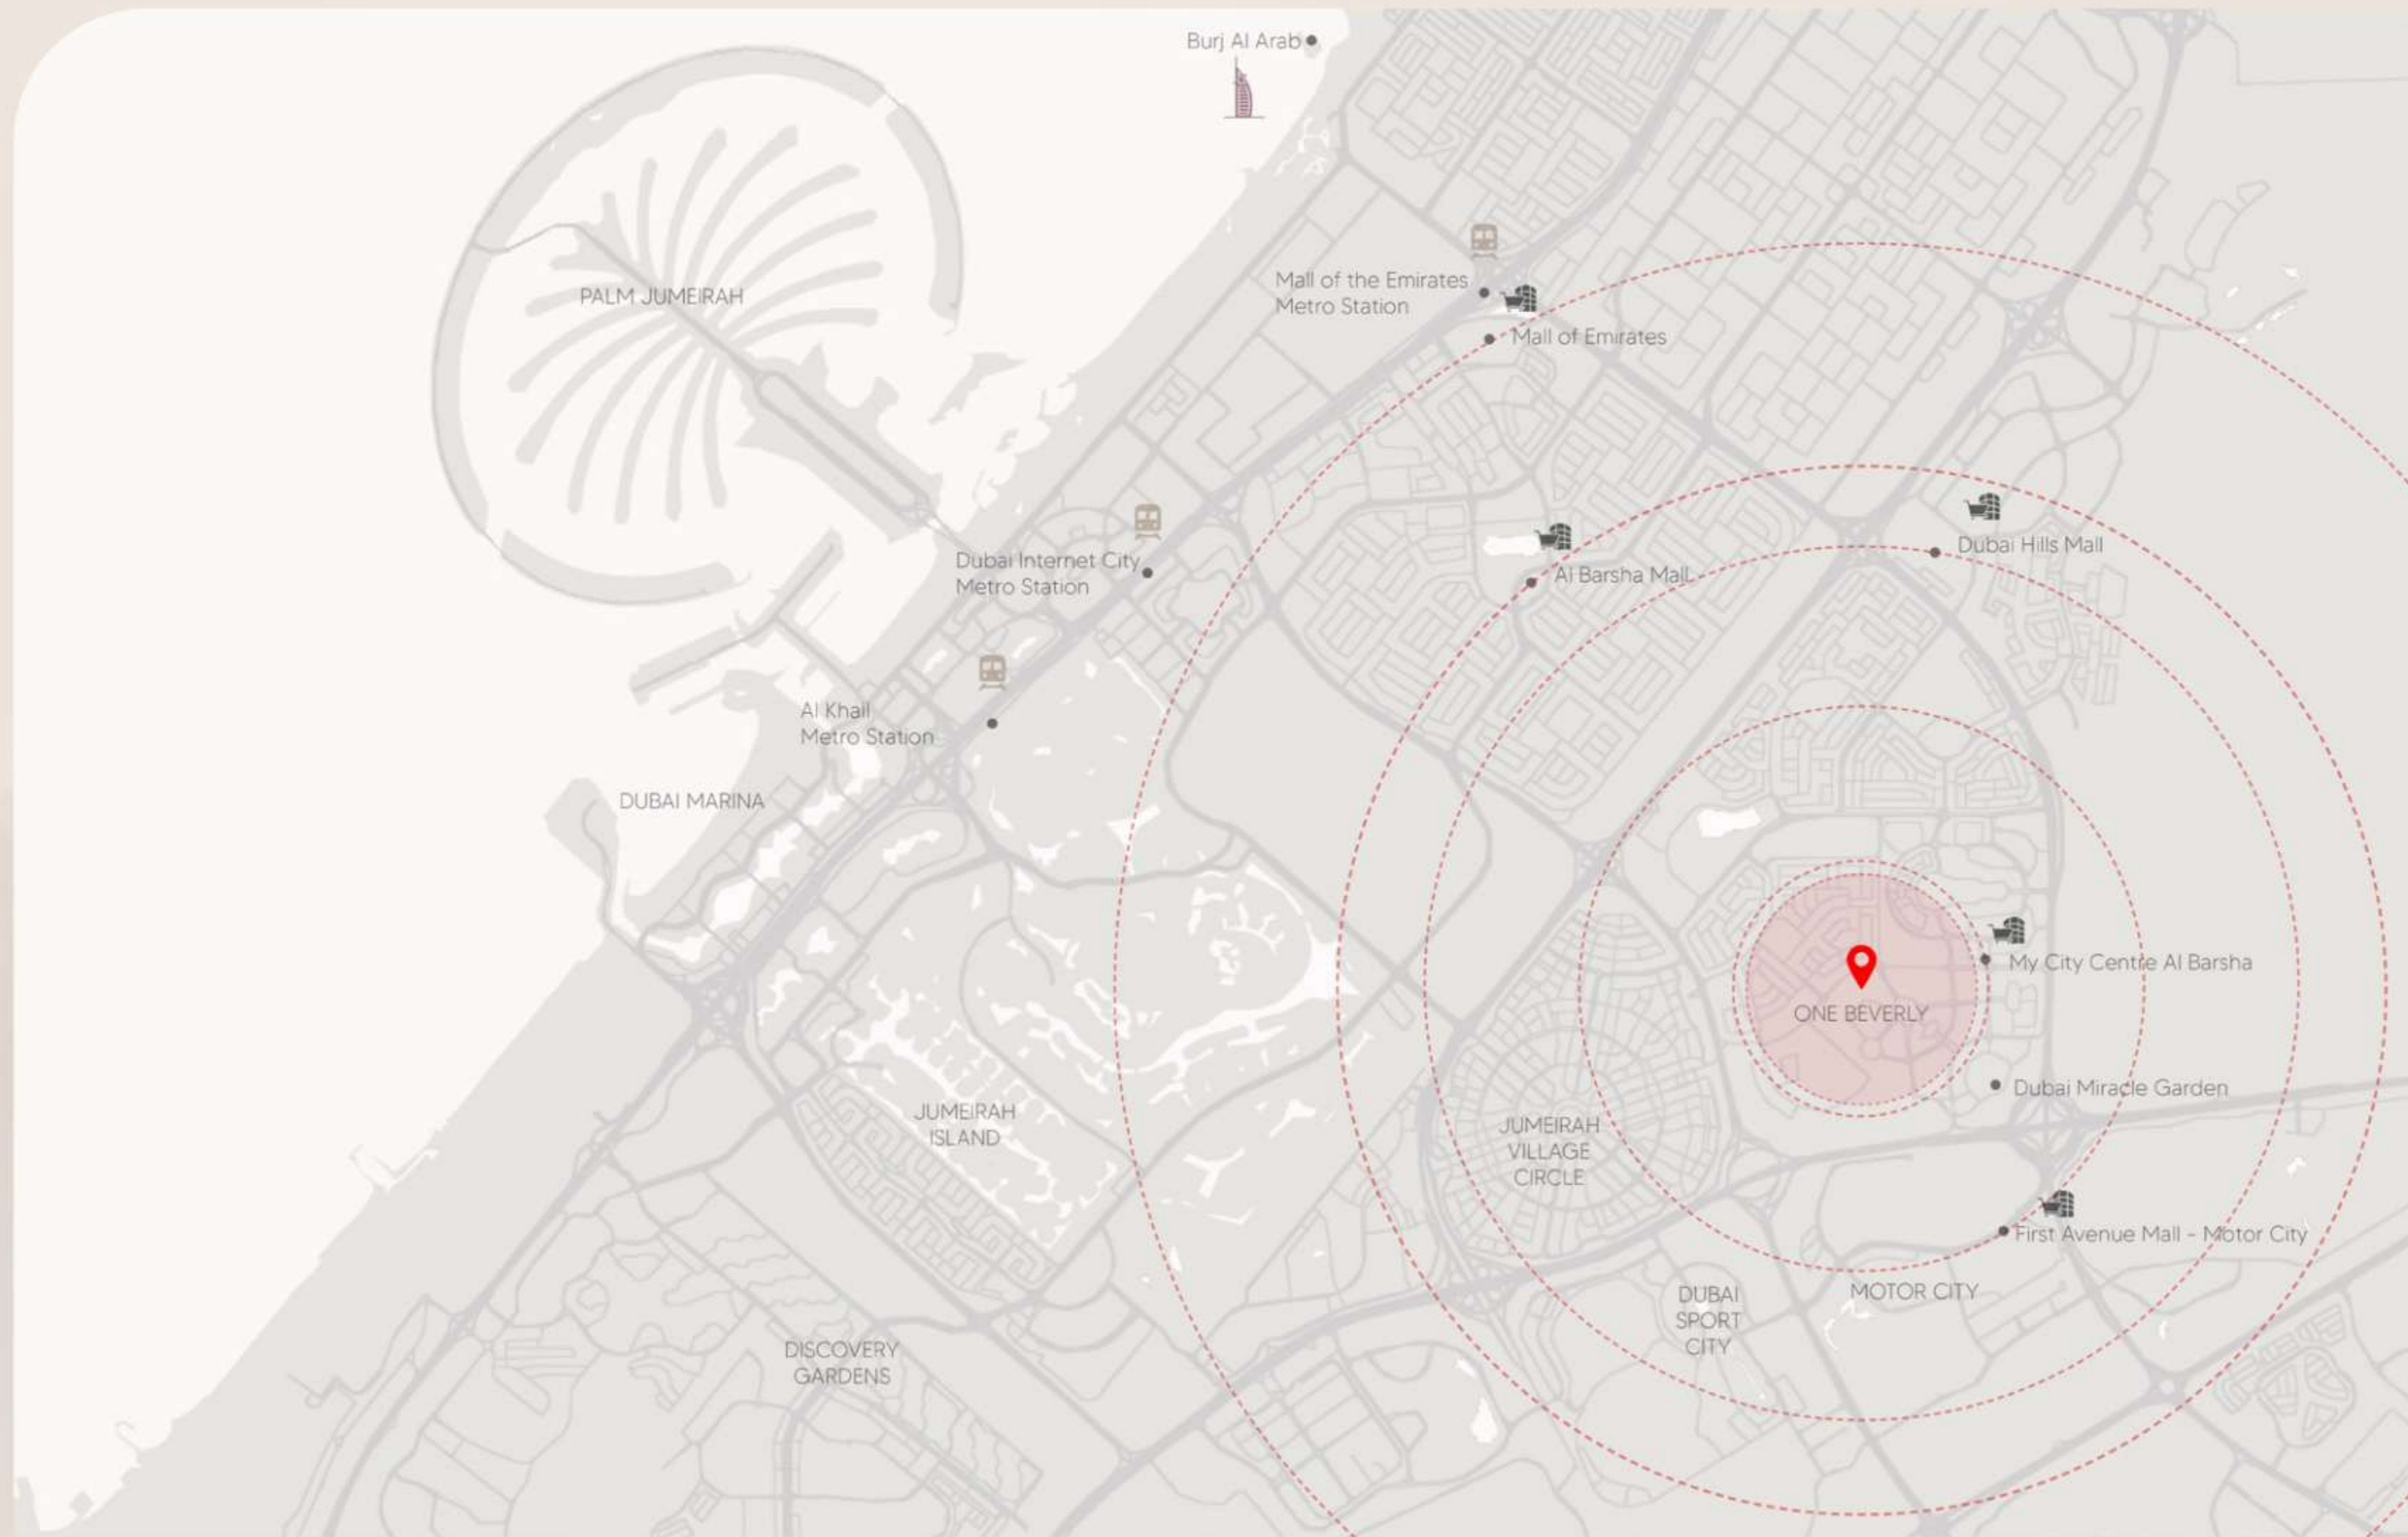 Burj Al Arab
PALM JUMEIRAH
Mall of the Emirates
Metro Station
Mall of Emirates
Dubai Internet City
Metro Station
Al Barsha Mall
Dubai Hills Mall
Al Khail
Metro Station
DUBAI MARINA
My City Centre Al Barsha
ONE BEVERLY
Dubai Miracle Garden
JUMEIRAH
ISLAND
JUMEIRAH
VILLAGE
CIRCLE
First Avenue Mall - Motor City
MOTOR CITY
DUBAI
SPORT
CITY
DISCOVERY
GARDENS